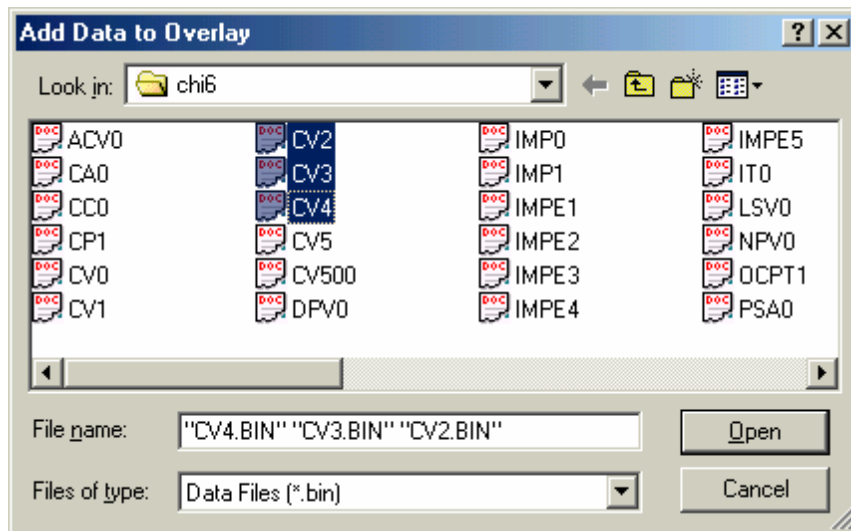 Add Data to Overlay
Look in: chi6
ACV0 CV2 IMP0 IMPE5
CA0 CV3 IMP1 IT0
CC0 CV4 IMPE1 LSV0
CP1 CV5 IMPE2 NPV0
CV0 CV500 IMPE3 OCPT1
CV1 DPV0 IMPE4 PSA0
File name: "CV4.BIN" "CV3.BIN" "CV2.BIN" Open
Files of type: Data Files (*.bin) Cancel